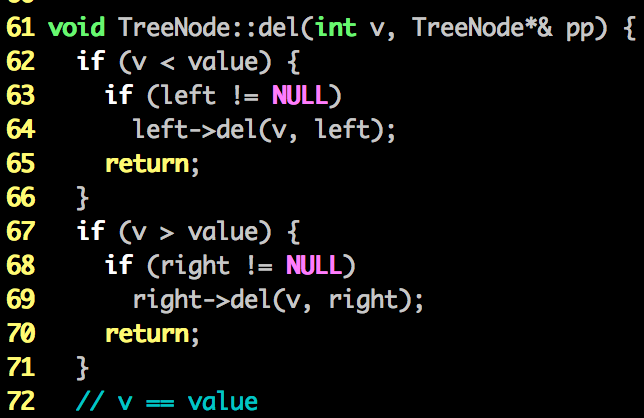 61 void TreeNode::del(int v, TreeNode*& pp) {
62   if (v < value) {
63     if (left != NULL)
64       left->del(v, left);
65     return;
66   }
67   if (v > value) {
68     if (right != NULL)
69       right->del(v, right);
70     return;
71   }
72   // v == value